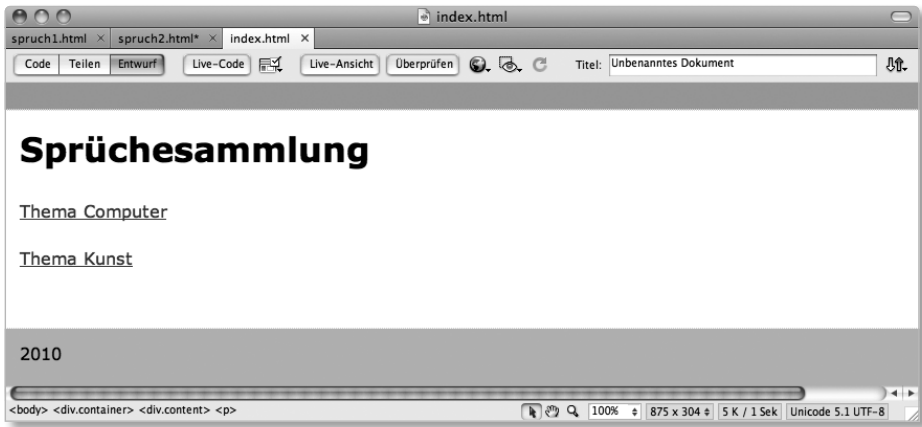 index.html
spruch1.html × spruch2.html* × index.html ×
Code Teilen Entwurf Live-Code Live-Ansicht Überprüfen Titel: Unbenanntes Dokument
Sprüchesammlung
Thema Computer
Thema Kunst
2010
<body> <div.container> <div.content> <p> 100% 875 x 304 5 K / 1 Sek Unicode 5.1 UTF-8